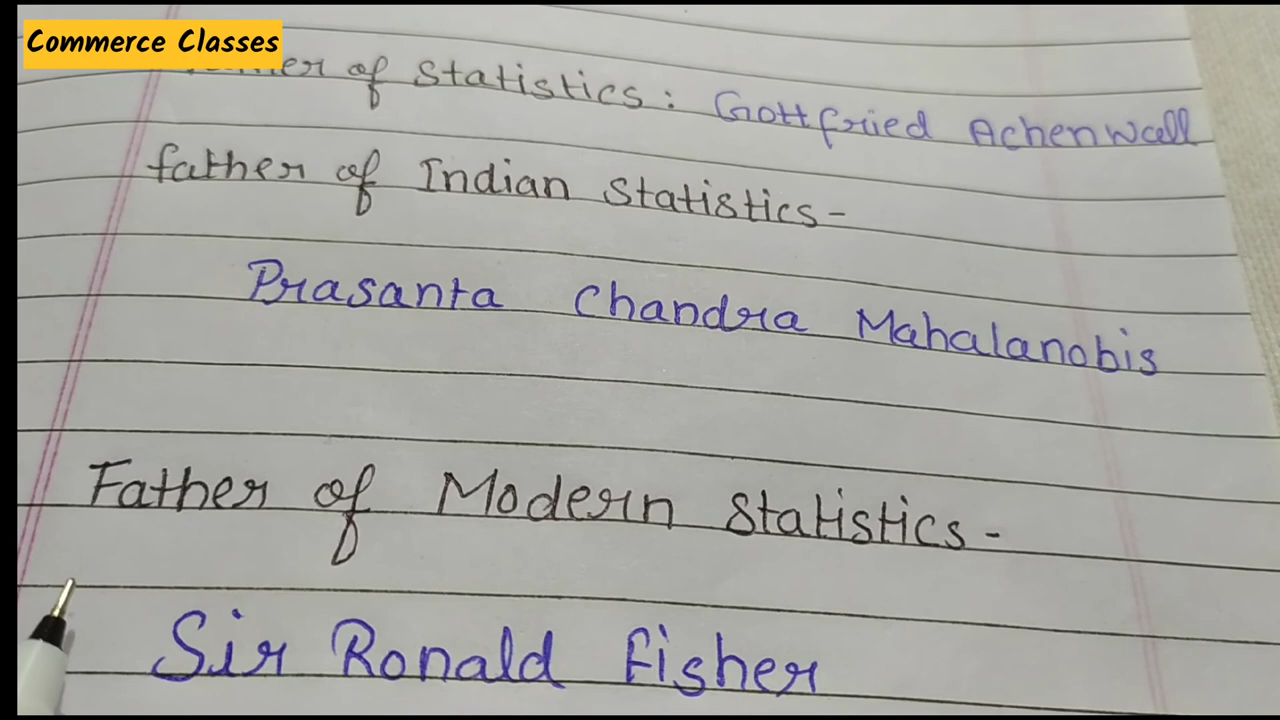 Commerce Classes
of Statistics: Gottfried Achenwall
father of Indian Statistics-
Prasanta Chandra Mahalanobis
Father of Modern Statistics-
Sir Ronald Fisher